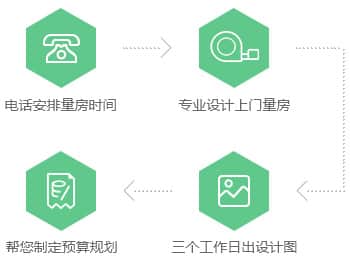 电话安排量房时间
专业设计上门量房
三个工作日出设计图
帮您制定预算规划